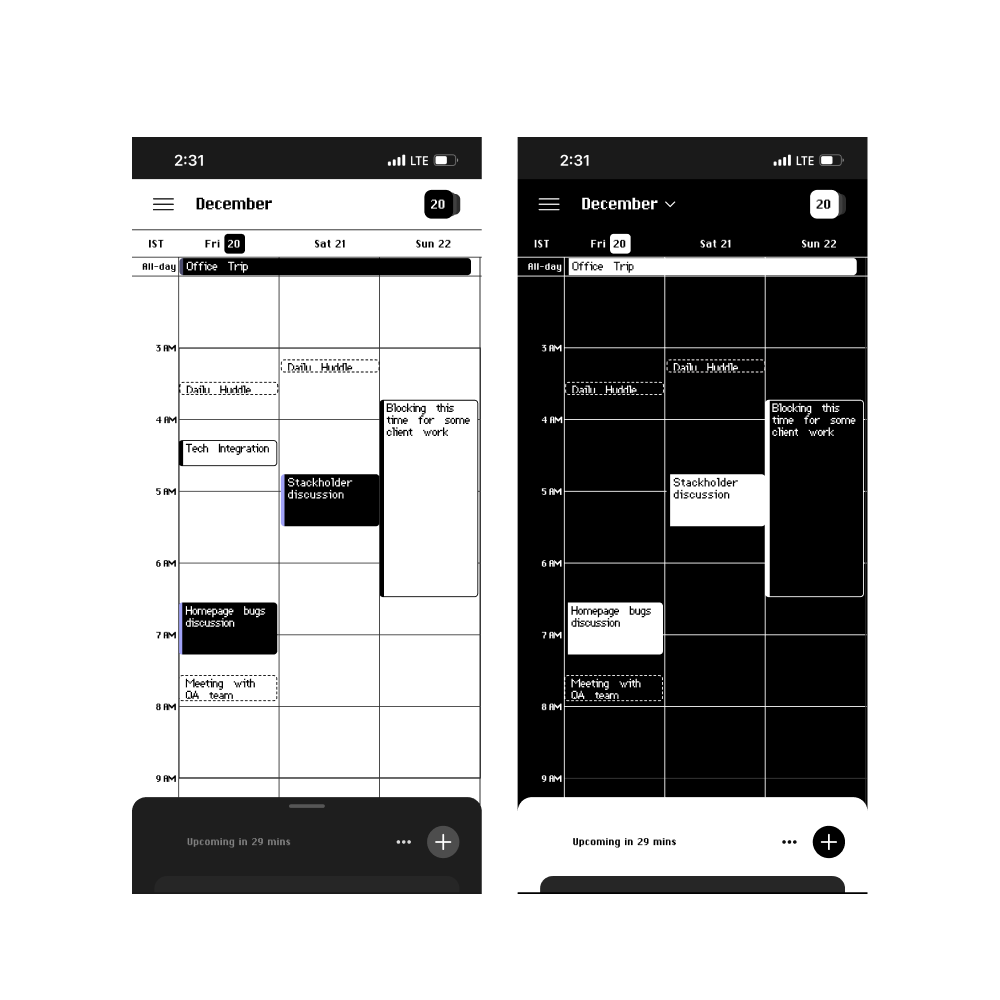 2:31 LTE
December 20
IST Fri 20 Sat 21 Sun 22
All-day Office Trip
3 AM
Daily Huddle
Daily Huddle
Blocking this
time for some
client work
4 AM
Tech Integration
Stackholder
discussion
5 AM
6 AM
Homepage bugs
discussion
7 AM
Meeting with
QA team
8 AM
9 AM
Upcoming in 29 mins
2:31 LTE
December 20
IST Fri 20 Sat 21 Sun 22
All-day Office Trip
3 AM
Daily Huddle
Daily Huddle
Blocking this
time for some
client work
4 AM
Stackholder
discussion
5 AM
6 AM
Homepage bugs
discussion
7 AM
Meeting with
QA team
8 AM
9 AM
Upcoming in 29 mins